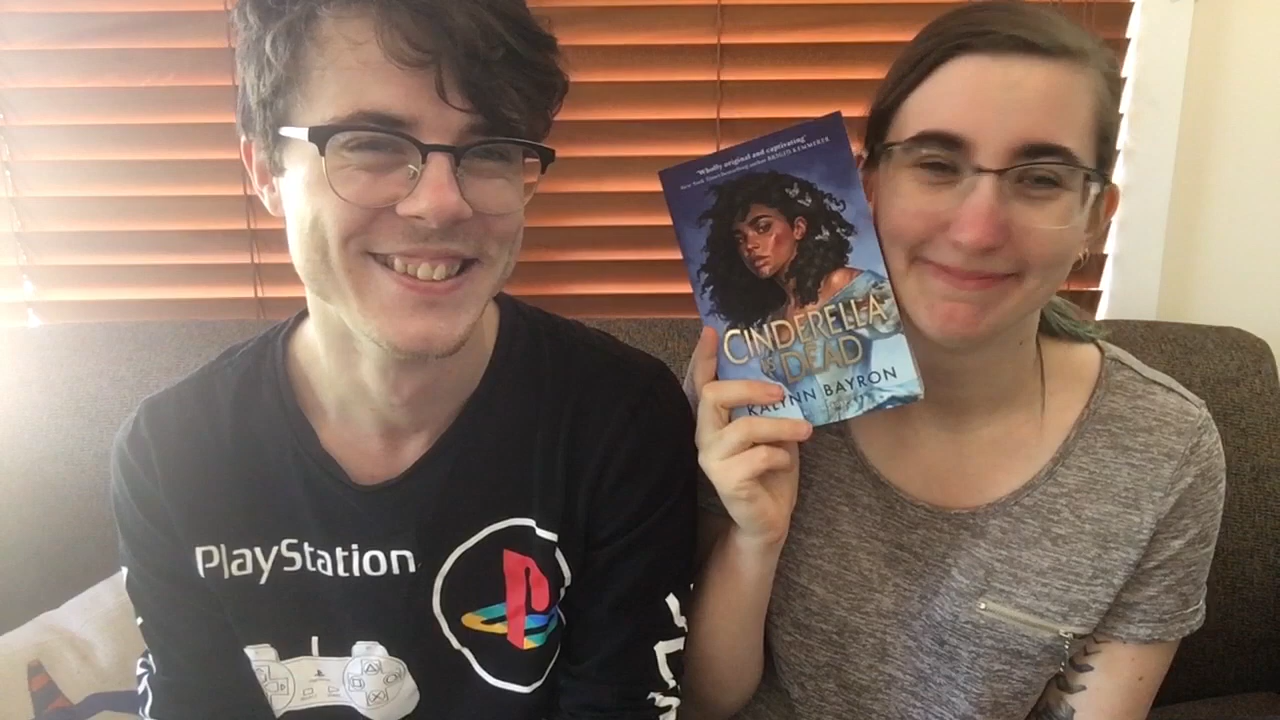 "Wholly original and captivating"
New York Times bestselling author BRIGID KEMMERER
CINDERELLA
IS
DEAD
KALYNN BAYRON
PlayStation